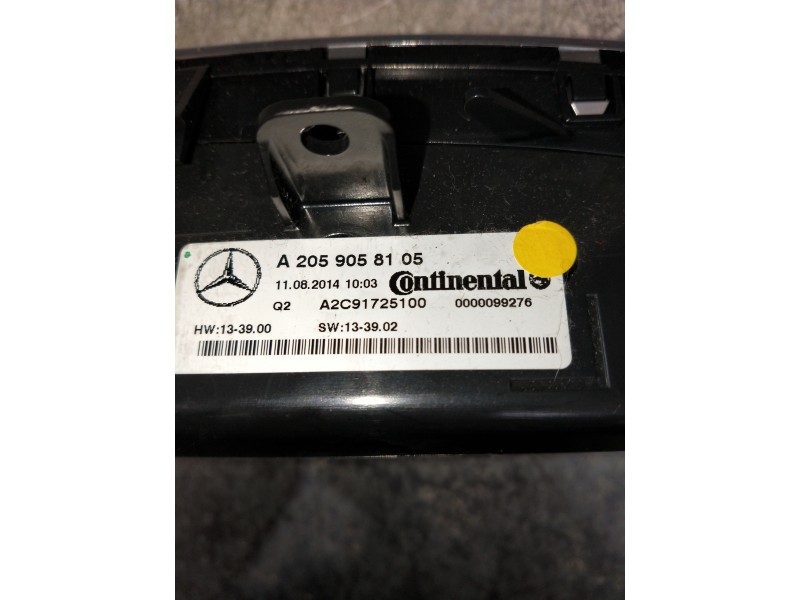 A 205 905 81 05
11.08.2014 10:03 Continental
Q2 A2C91725100 0000099276
HW:13-39.00 SW:13-39.02